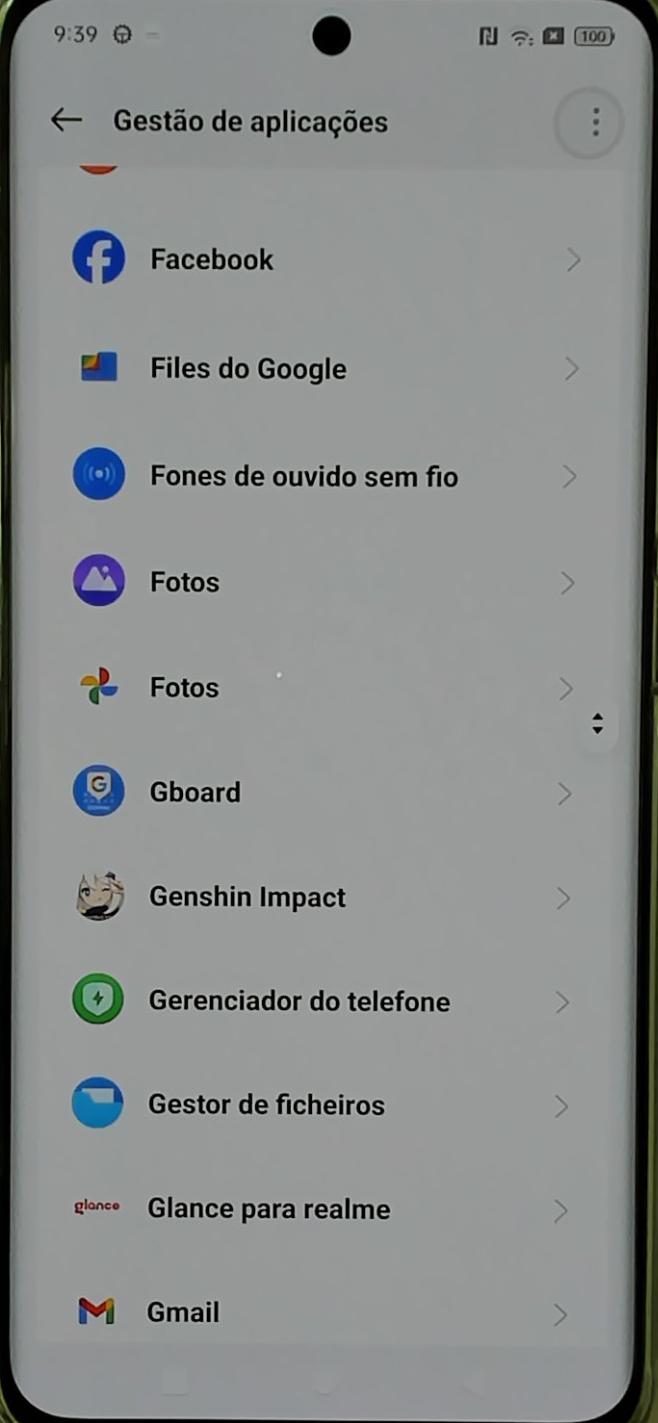 9:39
100
Gestão de aplicações
Facebook
Files do Google
Fones de ouvido sem fio
Fotos
Fotos
Gboard
Genshin Impact
Gerenciador do telefone
Gestor de ficheiros
glance
Glance para realme
Gmail